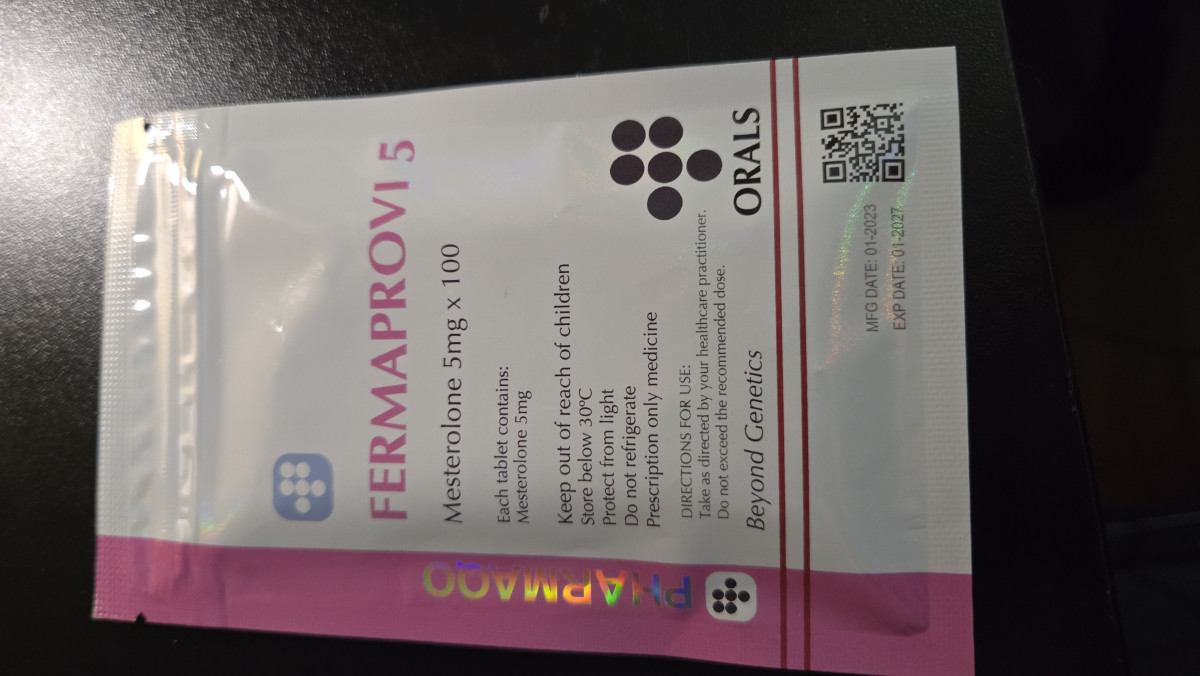 FERMAPROVI 5
Mesterolone 5mg x 100
Each tablet contains:
Mesterolone 5mg
Keep out of reach of children
Store below 30ºC
Protect from light
Do not refrigerate
Prescription only medicine
DIRECTIONS FOR USE:
Take as directed by your healthcare practitioner.
Do not exceed the recommended dose.
Beyond Genetics
ORALS
PHARMAQO
MFG DATE: 01-2023
EXP DATE: 01-2027